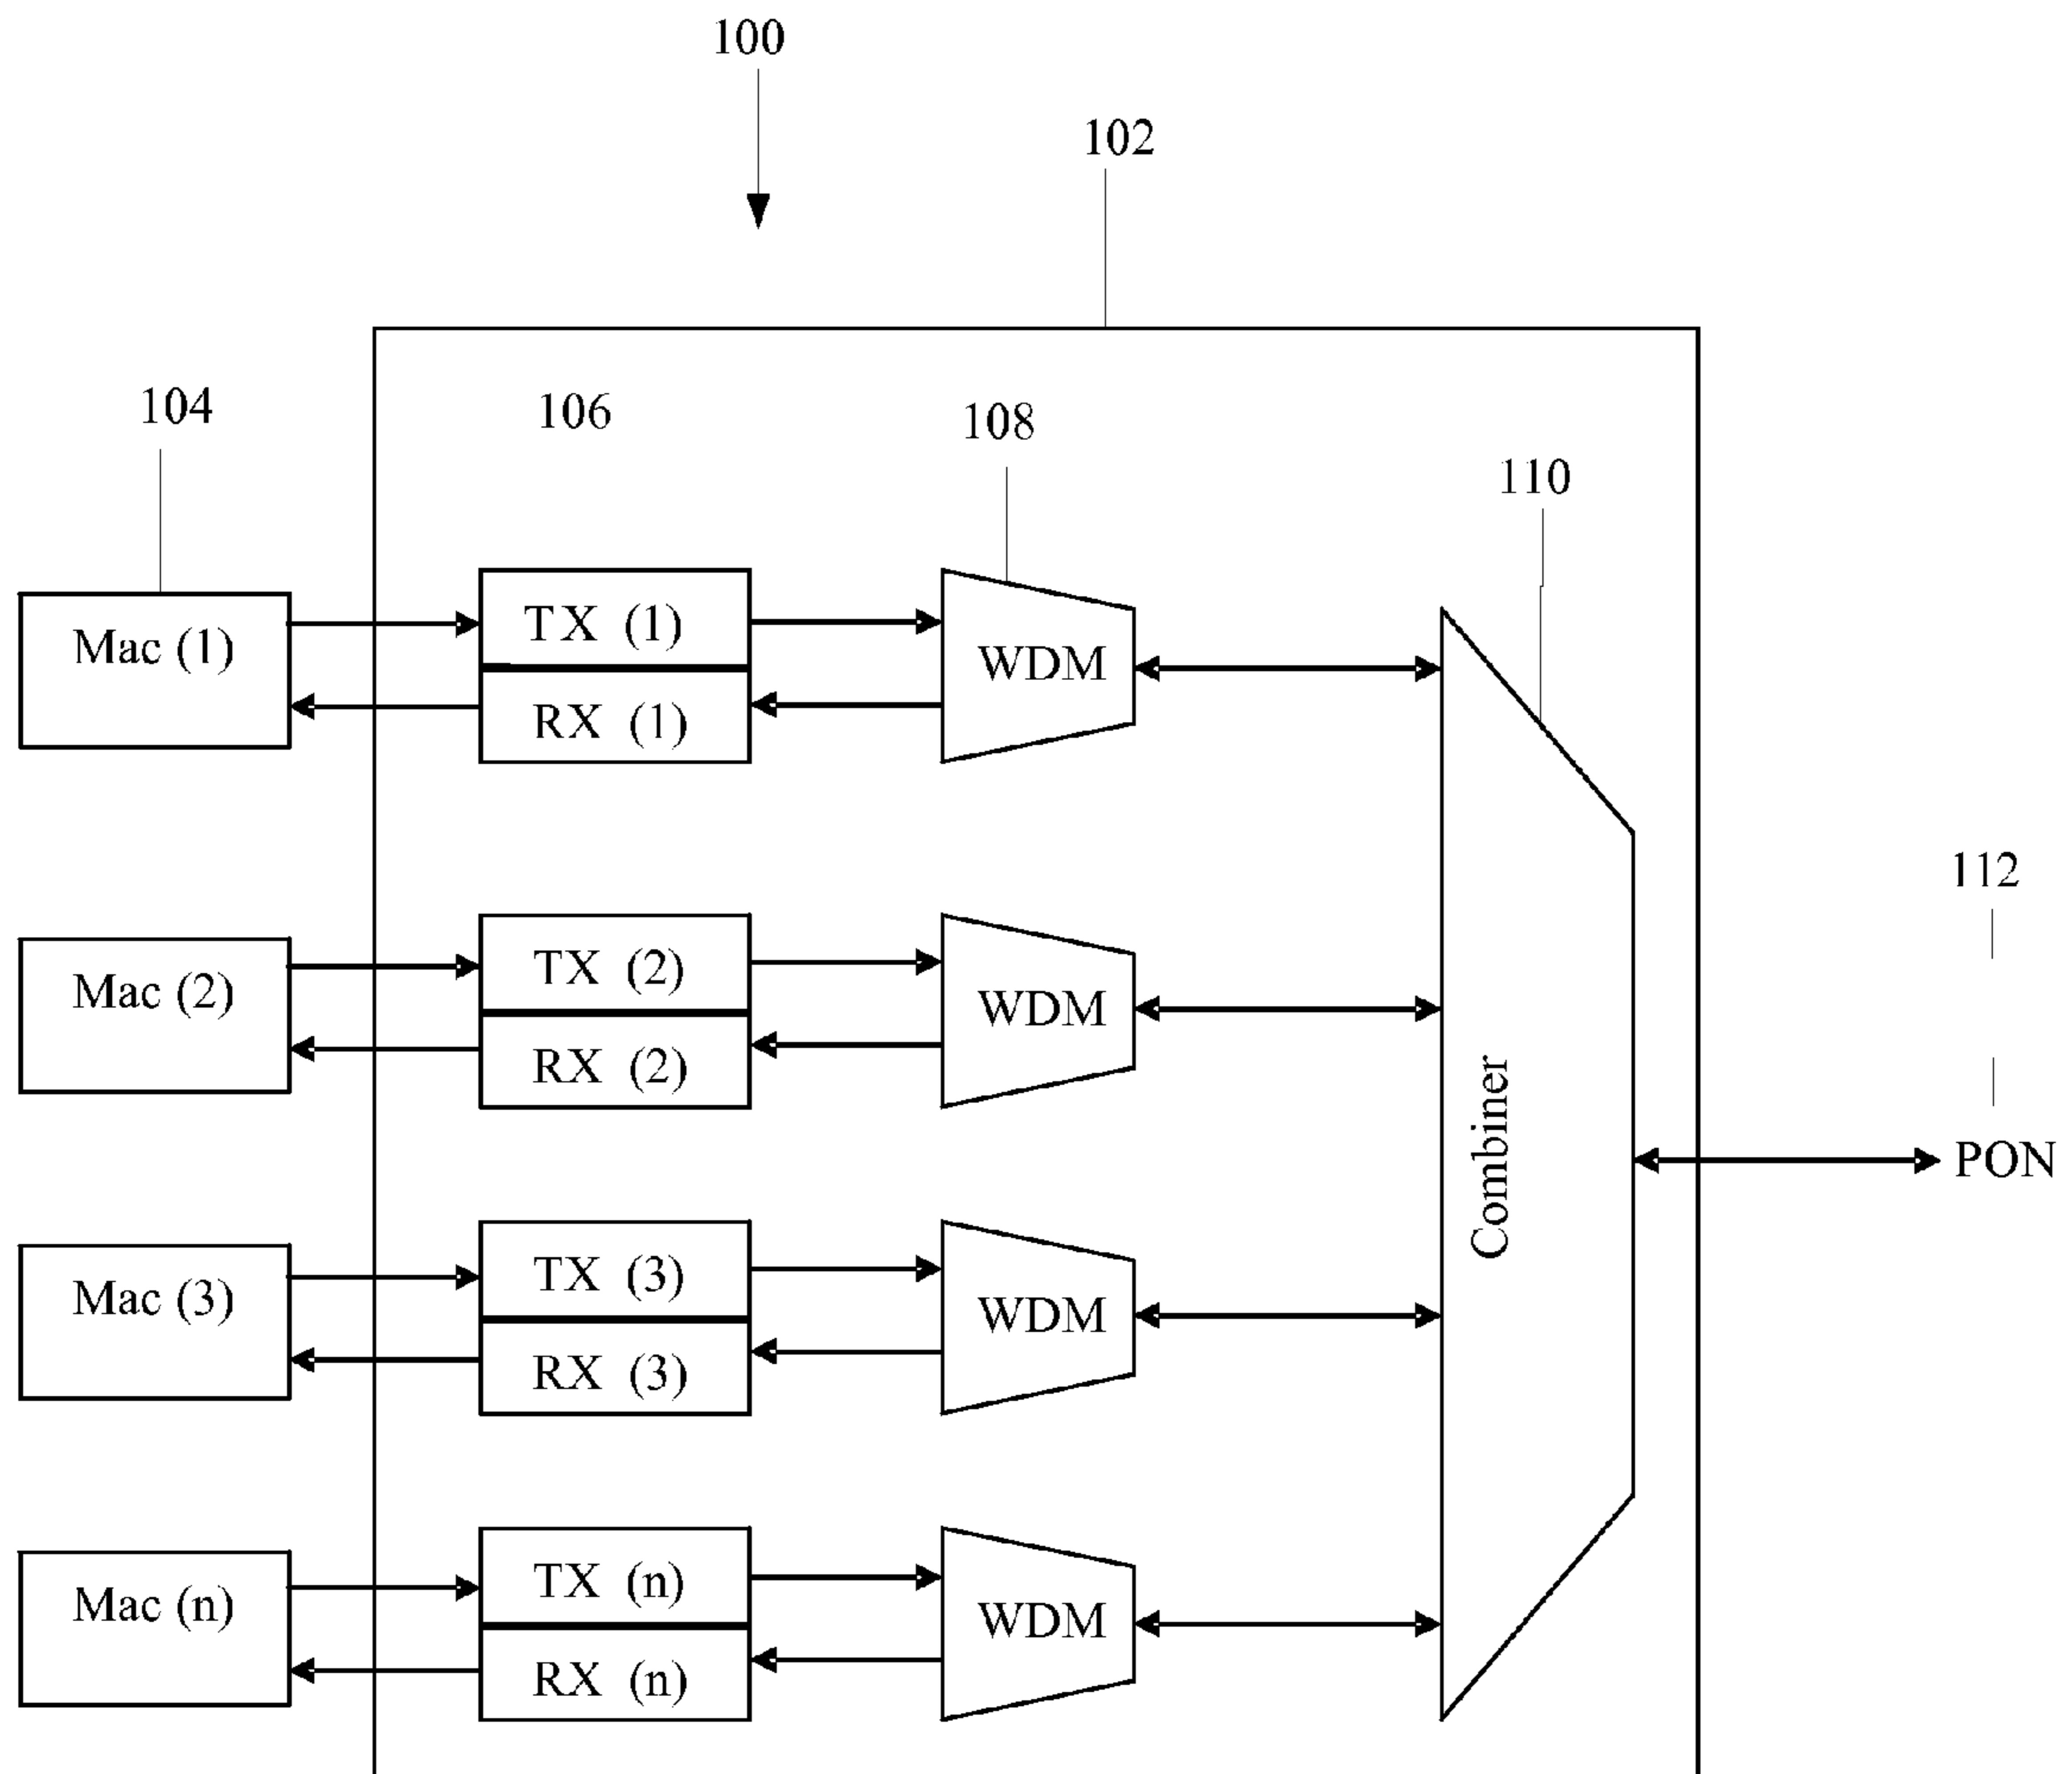 100
102
104
106
108
110
Mac (1)
TX (1)
RX (1)
WDM
112
Mac (2)
TX (2)
RX (2)
WDM
Combiner
PON
Mac (3)
TX (3)
RX (3)
WDM
Mac (n)
TX (n)
RX (n)
WDM